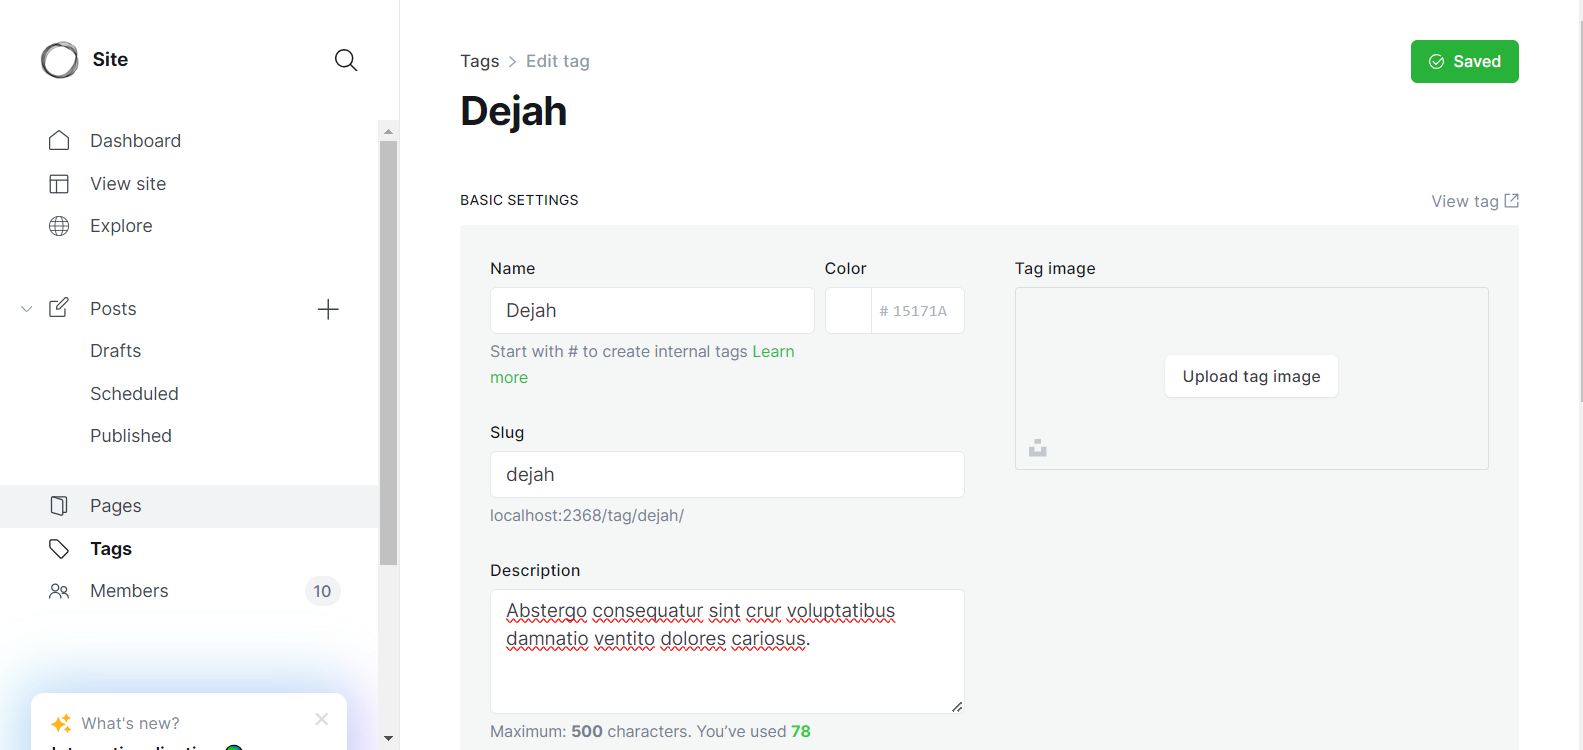 Site
Dashboard
View site
Explore
Posts
Drafts
Scheduled
Published
Pages
Tags
Members 10
What's new?
Tags > Edit tag
Saved
Dejah
BASIC SETTINGS
View tag
Name
Dejah
Start with # to create internal tags Learn
more
Color
# 15171A
Slug
dejah
localhost:2368/tag/dejah/
Description
Abstergo consequatur sint crur voluptatibus
damnatio ventito dolores cariosus.
Maximum: 500 characters. You've used 78
Tag image
Upload tag image